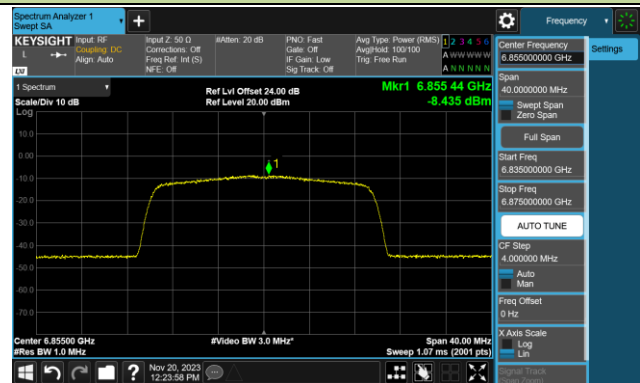 Spectrum Analyzer 1
Swept SA
Frequency
KEYSIGHT
L
LXI
Input: RF
Coupling: DC
Align: Auto
Input Z: 50 Ω
Corrections: Off
Freq Ref: Int (S)
NFE: Off
#Atten: 20 dB
PNO: Fast
Gate: Off
IF Gain: Low
Sig Track: Off
Avg Type: Power (RMS)
Avg|Hold: 100/100
Trig: Free Run
1 2 3 4 5 6
A W W W W W
A N N N N N
1 Spectrum
Scale/Div 10 dB
Log
Ref Lvl Offset 24.00 dB
Ref Level 20.00 dBm
Mkr1 6.855 44 GHz
-8.435 dBm
10.0
0.00
-10.0
-20.0
-30.0
-40.0
-50.0
-60.0
-70.0
1
Center 6.85500 GHz
#Res BW 1.0 MHz
#Video BW 3.0 MHz*
Span 40.00 MHz
Sweep 1.07 ms (2001 pts)
Nov 20, 2023
12:23:58 PM
Center Frequency
6.855000000 GHz
Settings
Span
40.0000000 MHz
Swept Span
Zero Span
Full Span
Start Freq
6.835000000 GHz
Stop Freq
6.875000000 GHz
AUTO TUNE
CF Step
4.000000 MHz
Auto
Man
Freq Offset
0 Hz
X Axis Scale
Log
Lin
Signal Track
(Span Zoom)